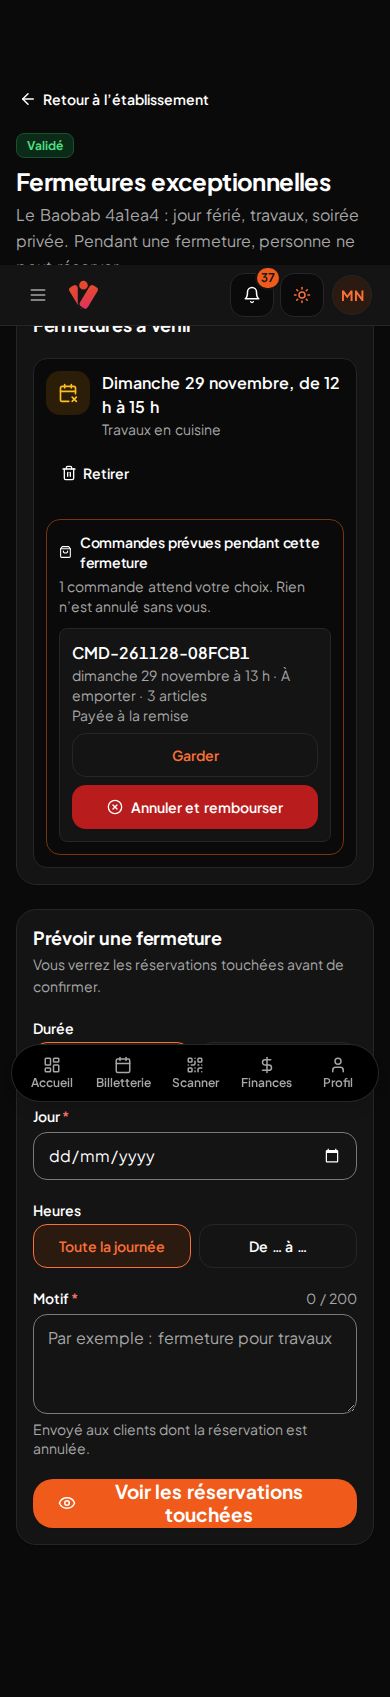 Retour à l'établissement
Validé
Fermetures exceptionnelles
Le Baobab 4a1ea4 : jour férié, travaux, soirée
privée. Pendant une fermeture, personne ne
37
MN
Fermetures à venir
Dimanche 29 novembre, de 12
h à 15 h
Travaux en cuisine
Retirer
Commandes prévues pendant cette
fermeture
1 commande attend votre choix. Rien
n'est annulé sans vous.
CMD-261128-08FCB1
dimanche 29 novembre à 13 h · À
emporter · 3 articles
Payée à la remise
Garder
Annuler et rembourser
Prévoir une fermeture
Vous verrez les réservations touchées avant de
confirmer.
Durée
Accueil Billetterie Scanner Finances Profil
Jour *
dd/mm/yyyy
Heures
Toute la journée De … à …
Motif * 0 / 200
Par exemple : fermeture pour travaux
Envoyé aux clients dont la réservation est
annulée.
Voir les réservations
touchées